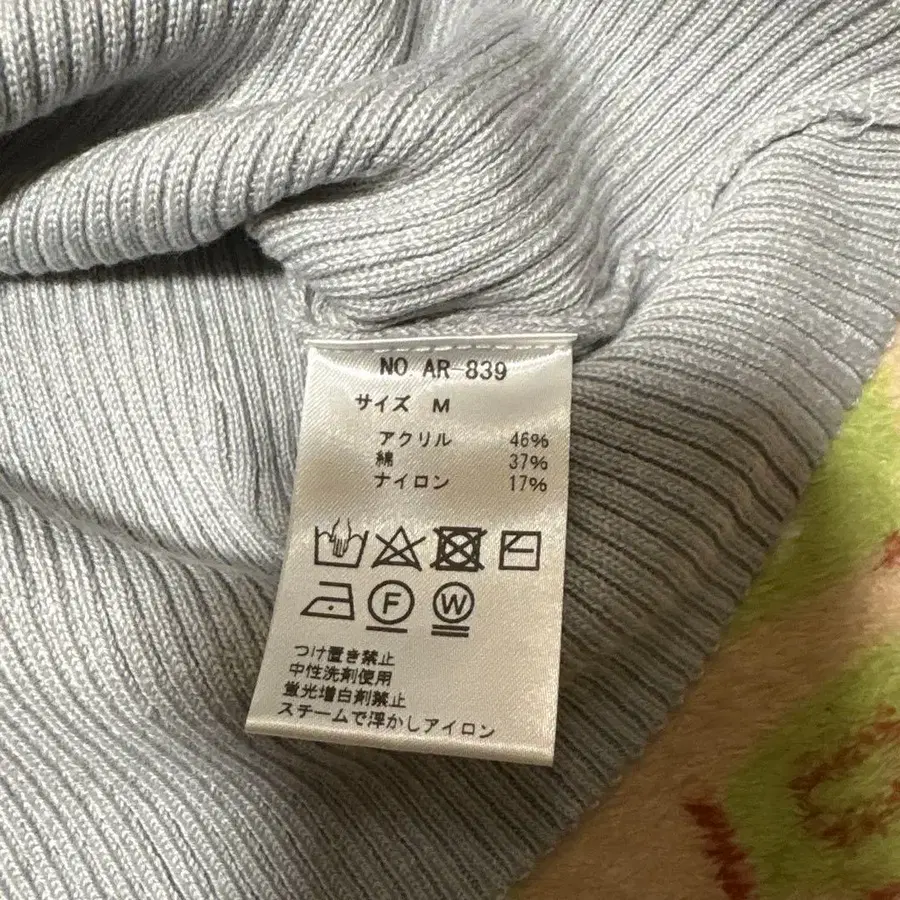 NO AR-839
サイズ M
アクリル 46%
綿 37%
ナイロン 17%
F W
つけ置き禁止
中性洗剤使用
蛍光増白剤禁止
スチームで浮かしアイロン